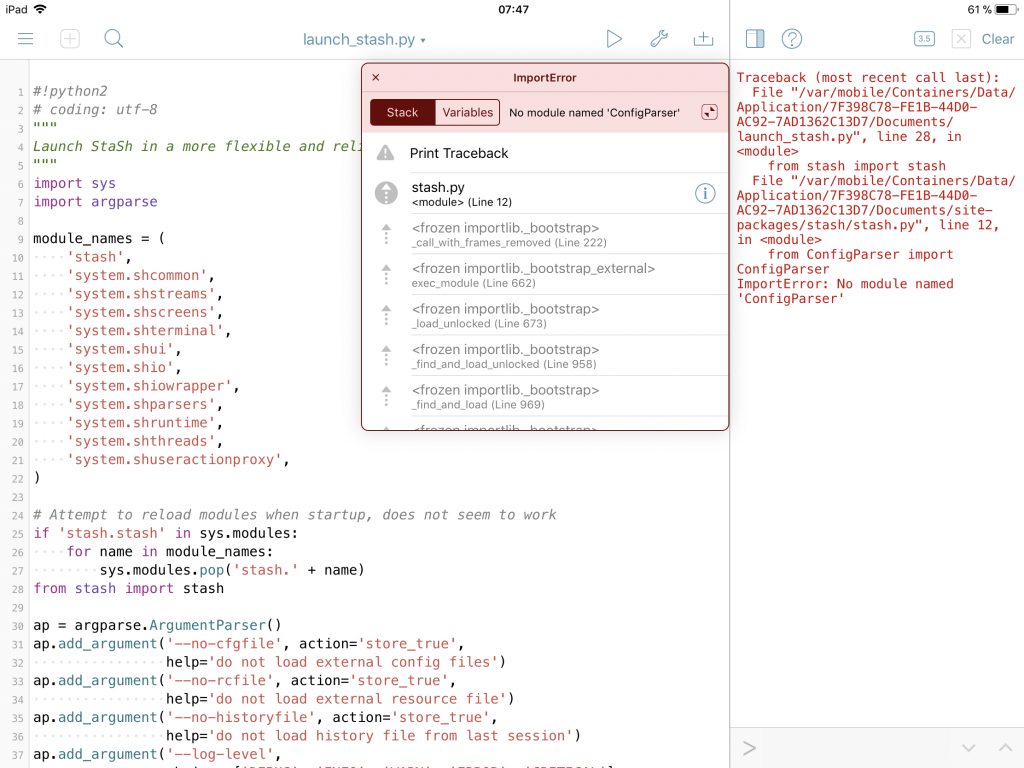 iPad
07:47
61 %
launch_stash.py
3.5
Clear
1 #!python2
2 # coding: utf-8
3 """
4 Launch StaSh in a more flexible and reli
5 """
6 import sys
7 import argparse
8
9 module_names = (
10 'stash',
11 'system.shcommon',
12 'system.shstreams',
13 'system.shscreens',
14 'system.shterminal',
15 'system.shui',
16 'system.shio',
17 'system.shiowrapper',
18 'system.shparsers',
19 'system.shruntime',
20 'system.shthreads',
21 'system.shuseractionproxy',
22 )
23
24 # Attempt to reload modules when startup, does not seem to work
25 if 'stash.stash' in sys.modules:
26 for name in module_names:
27 sys.modules.pop('stash.' + name)
28 from stash import stash
29
30 ap = argparse.ArgumentParser()
31 ap.add_argument('--no-cfgfile', action='store_true',
32 help='do not load external config files')
33 ap.add_argument('--no-rcfile', action='store_true',
34 help='do not load external resource file')
35 ap.add_argument('--no-historyfile', action='store_true',
36 help='do not load history file from last session')
37 ap.add_argument('--log-level',
ImportError
Stack
Variables
No module named 'ConfigParser'
Print Traceback
stash.py
<module> (Line 12)
<frozen importlib._bootstrap>
_call_with_frames_removed (Line 222)
<frozen importlib._bootstrap_external>
exec_module (Line 662)
<frozen importlib._bootstrap>
_load_unlocked (Line 673)
<frozen importlib._bootstrap>
_find_and_load_unlocked (Line 958)
<frozen importlib._bootstrap>
_find_and_load (Line 969)
<frozen importlib._bootstrap>
Traceback (most recent call last):
File "/var/mobile/Containers/Data/
Application/7F398C78-FE1B-44D0-
AC92-7AD1362C13D7/Documents/
launch_stash.py", line 28, in
<module>
from stash import stash
File "/var/mobile/Containers/Data/
Application/7F398C78-FE1B-44D0-
AC92-7AD1362C13D7/Documents/site-
packages/stash/stash.py", line 12,
in <module>
from ConfigParser import
ConfigParser
ImportError: No module named
'ConfigParser'
>